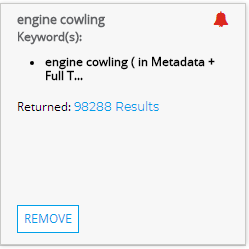 engine cowling
Keyword(s):
• engine cowling ( in Metadata +
Full T...
Returned: 98288 Results
REMOVE